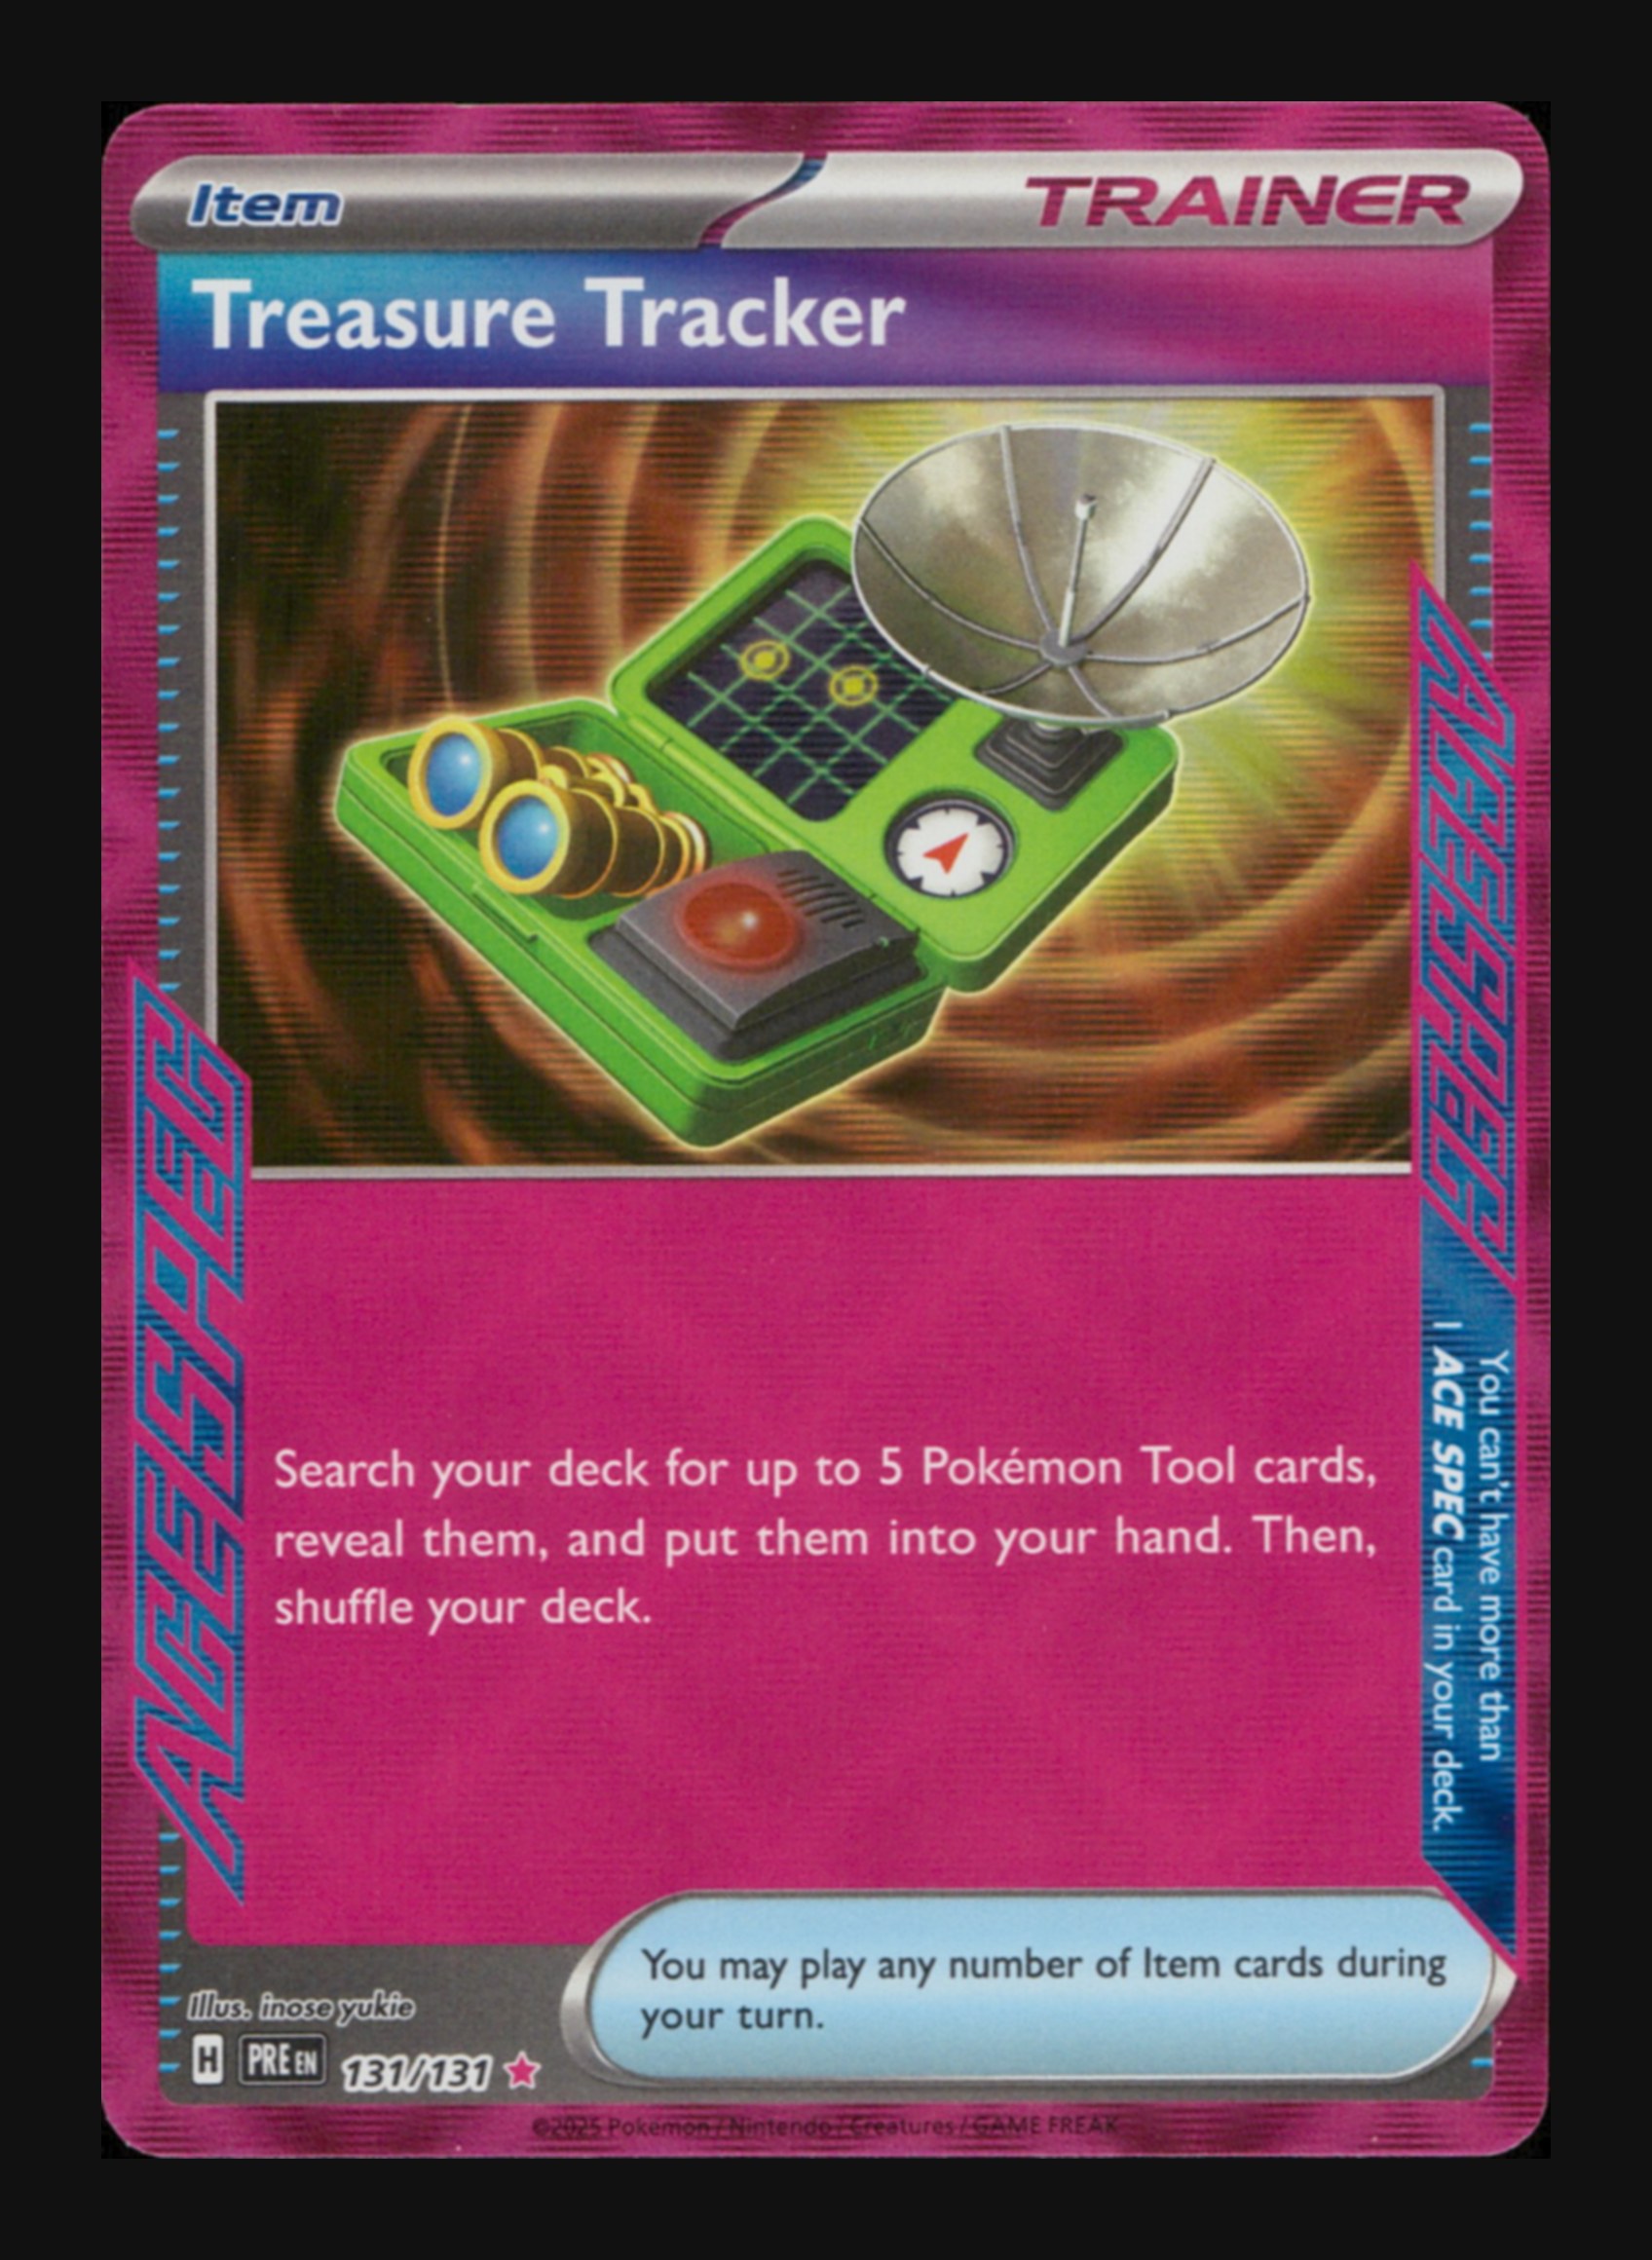 Item
TRAINER
Treasure Tracker
ACE SPEC
ACE SPEC
You can't have more than
1 ACE SPEC card in your deck.
Search your deck for up to 5 Pokémon Tool cards,
reveal them, and put them into your hand. Then,
shuffle your deck.
You may play any number of Item cards during
your turn.
Illus. inose yukie
H PRE EN 131/131
©2025 Pokémon / Nintendo / Creatures / GAME FREAK